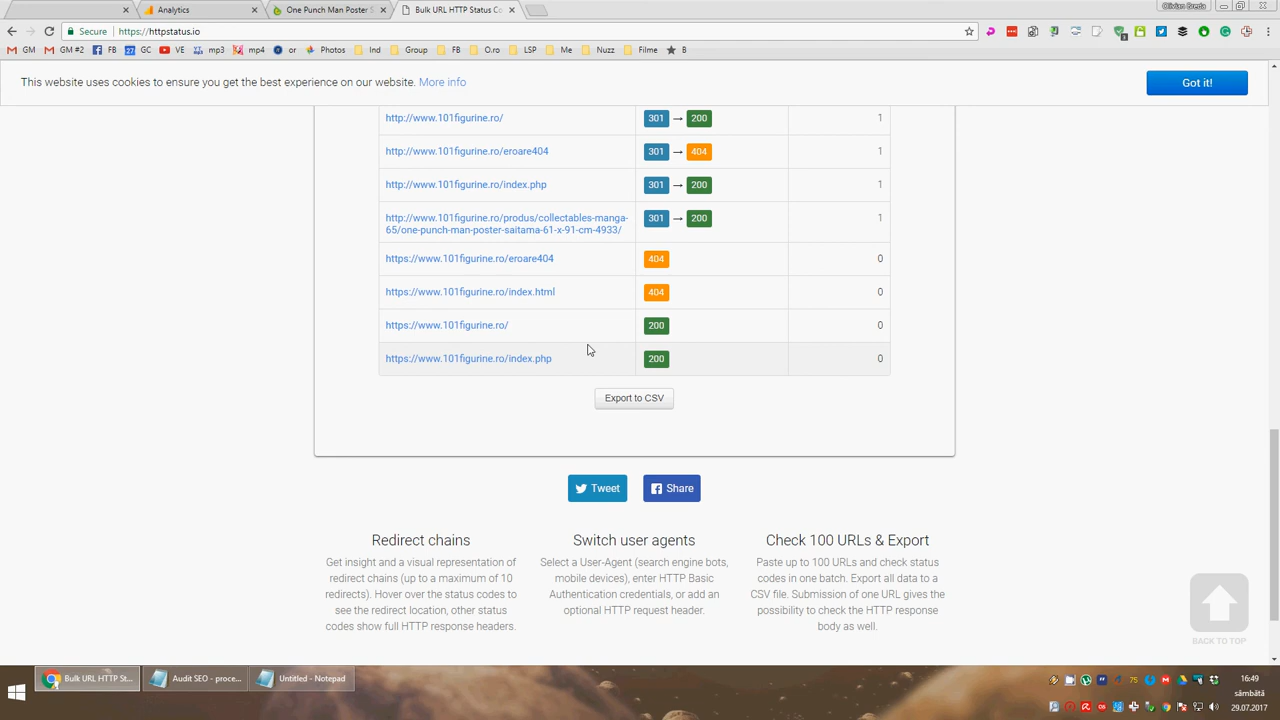 Analytics
One Punch Man Poster S
Bulk URL HTTP Status Co
Olivian Breda
Secure
https://httpstatus.io
GM
GM #2
FB
GC
VE
mp3
mp4
or
Photos
Ind
Group
FB
O.ro
LSP
Me
Nuzz
Filme
B
This website uses cookies to ensure you get the best experience on our website. More info
Got it!
http://www.101figurine.ro/
301 → 200
1
http://www.101figurine.ro/eroare404
301 → 404
1
http://www.101figurine.ro/index.php
301 → 200
1
http://www.101figurine.ro/produs/collectables-manga-
65/one-punch-man-poster-saitama-61-x-91-cm-4933/
301 → 200
1
https://www.101figurine.ro/eroare404
404
0
https://www.101figurine.ro/index.html
404
0
https://www.101figurine.ro/
200
0
https://www.101figurine.ro/index.php
200
0
Export to CSV
Tweet
Share
Redirect chains
Get insight and a visual representation of
redirect chains (up to a maximum of 10
redirects). Hover over the status codes to
see the redirect location, other status
codes show full HTTP response headers.
Switch user agents
Select a User-Agent (search engine bots,
mobile devices), enter HTTP Basic
Authentication credentials, or add an
optional HTTP request header.
Check 100 URLs & Export
Paste up to 100 URLs and check status
codes in one batch. Export all data to a
CSV file. Submission of one URL gives the
possibility to check the HTTP response
body as well.
BACK TO TOP
Bulk URL HTTP St...
Audit SEO - proce...
Untitled - Notepad
75
16:49
sâmbătă
29.07.2017